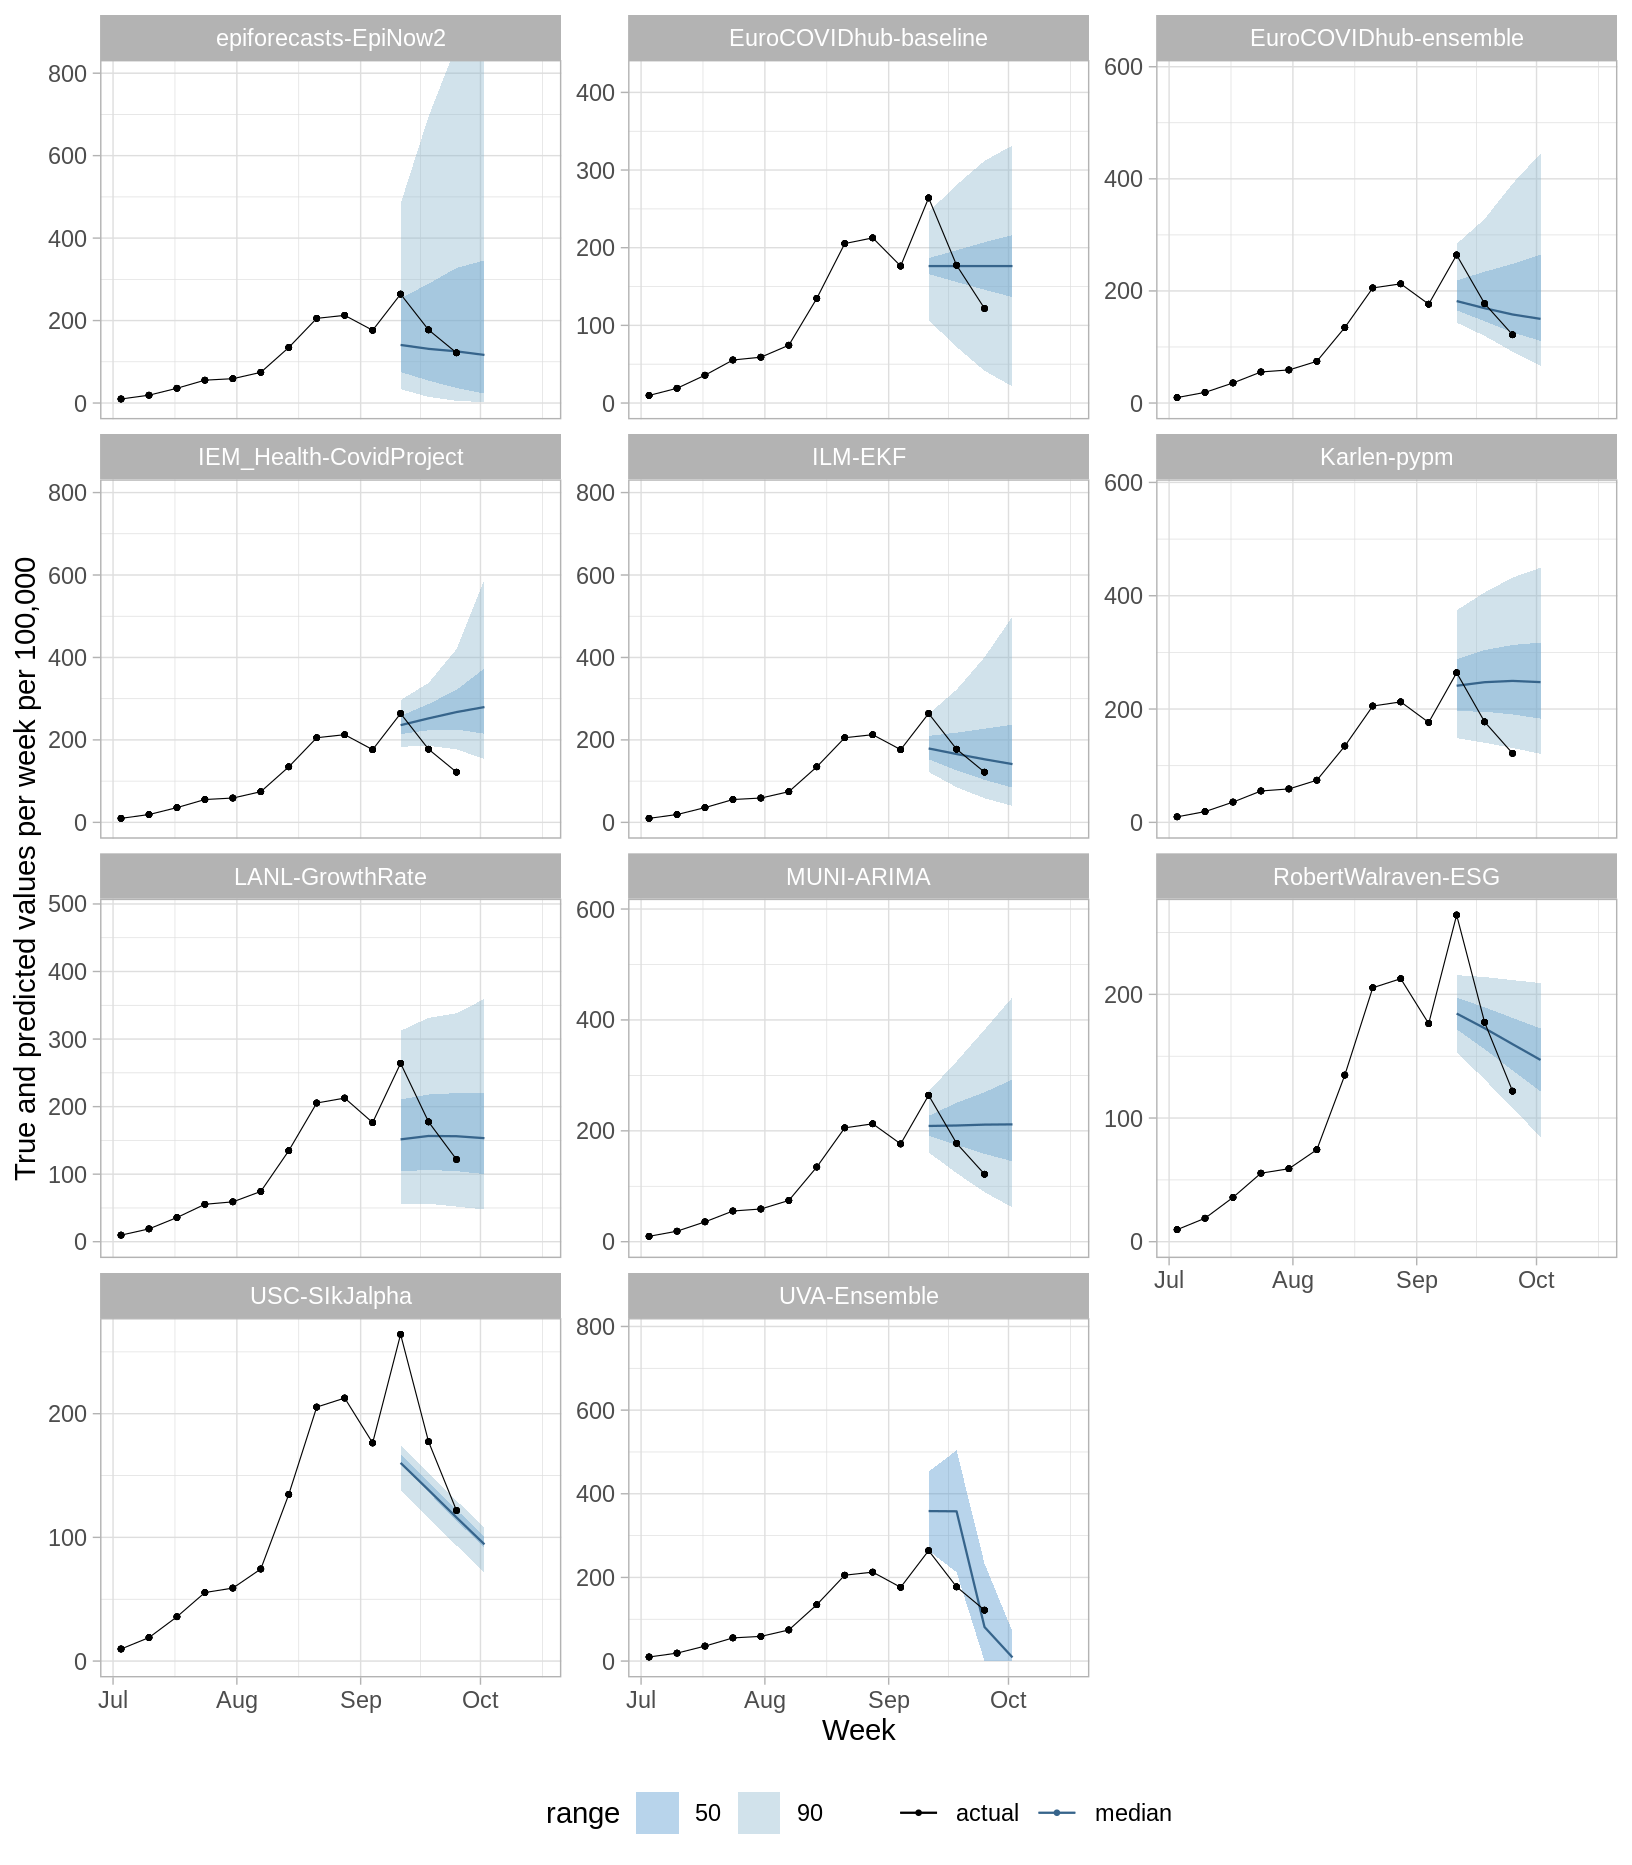 epiforecasts-EpiNow2
EuroCOVIDhub-baseline
EuroCOVIDhub-ensemble
800
600
400
200
0
400
300
200
100
0
600
400
200
0
IEM_Health-CovidProject
ILM-EKF
Karlen-pypm
800
600
400
200
0
800
600
400
200
0
600
400
200
0
True and predicted values per week per 100,000
LANL-GrowthRate
MUNI-ARIMA
RobertWalraven-ESG
500
400
300
200
100
0
600
400
200
0
200
100
0
Jul Aug Sep Oct
USC-SIkJalpha
UVA-Ensemble
200
100
0
800
600
400
200
0
Jul Aug Sep Oct
Jul Aug Sep Oct
Week
range 50 90 actual median